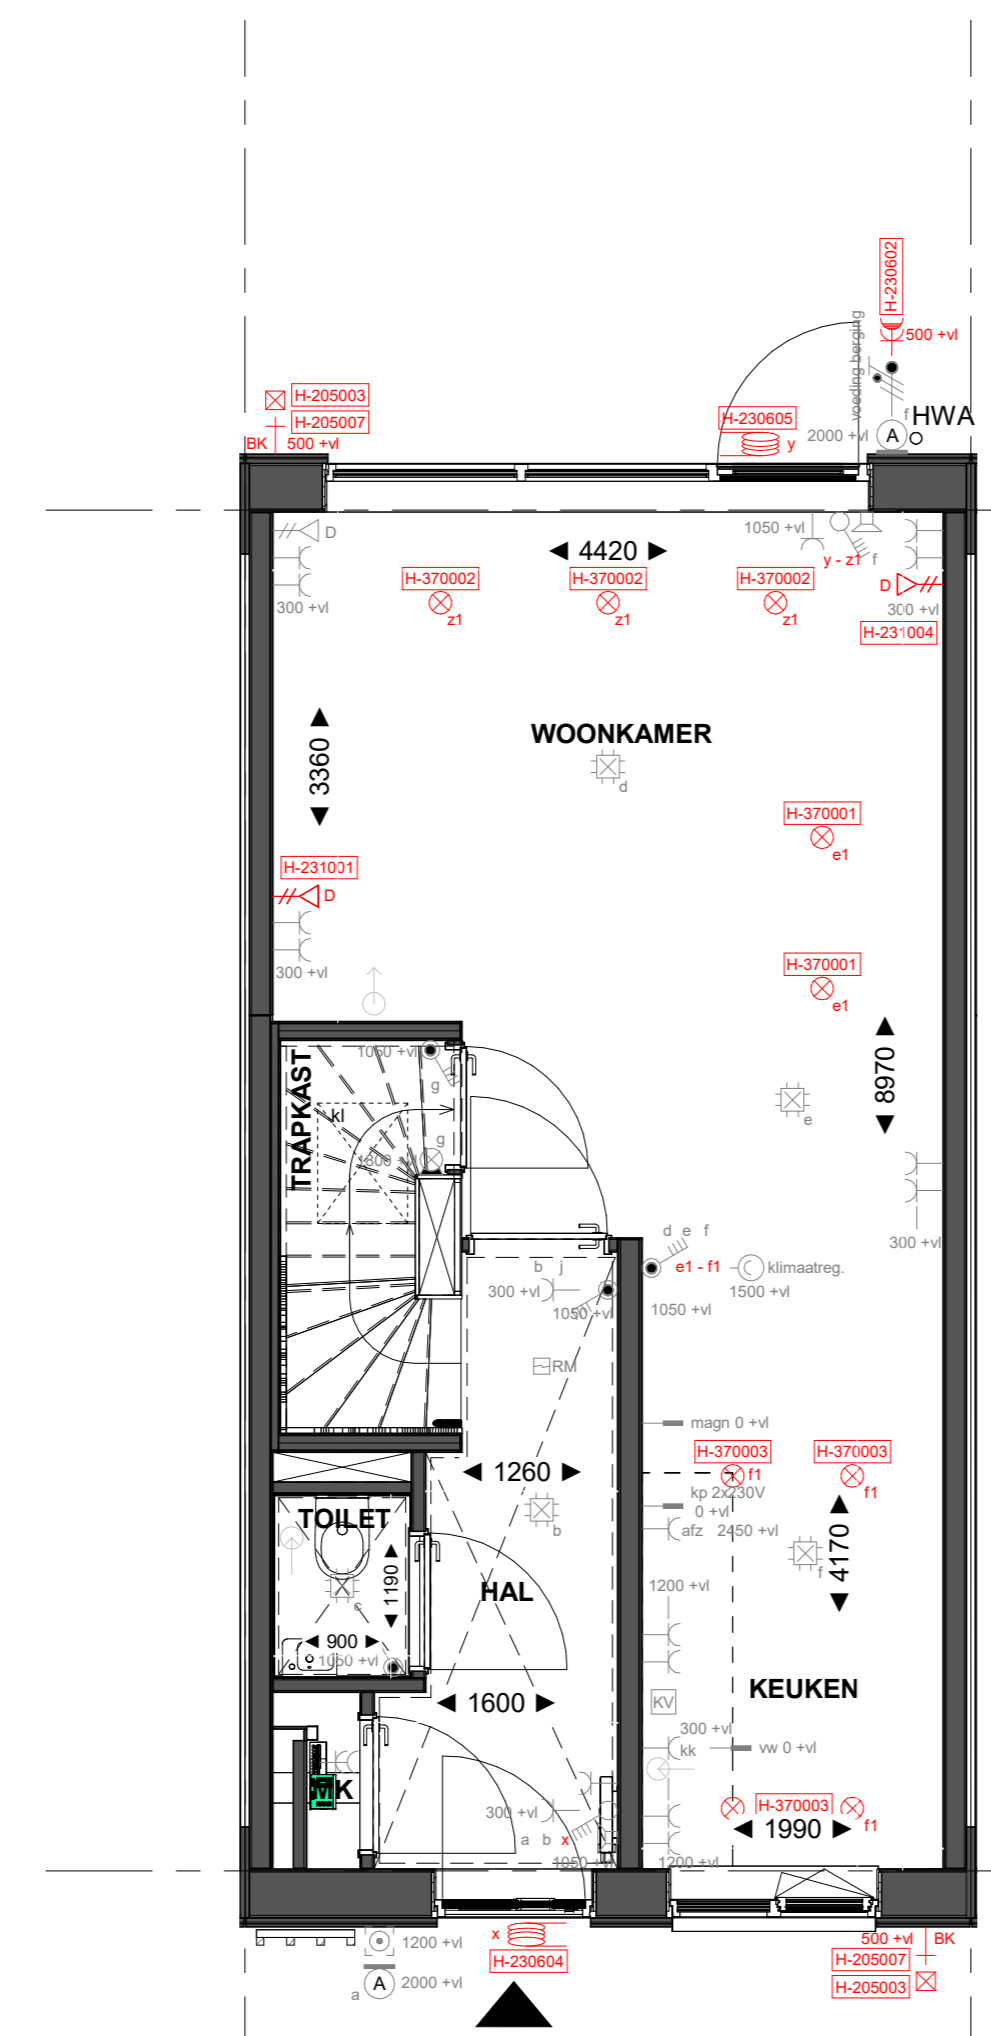 H-230602
500 +vl
voeding berging
f
HWA
A
2000 +vl
H-230605
y
H-205003
H-205007
BK 500 +vl
D
300 +vl
4420
1050 +vl
y - z1 f
H-370002
z1
H-370002
z1
H-370002
z1
D
300 +vl
H-231004
3360
WOONKAMER
d
H-370001
e1
H-231001
D
300 +vl
H-370001
e1
8970
TRAPKAST
1050 +vl
g
kl
g
1800 +vl
e
300 +vl
d e f
e1 - f1
klimaatreg.
1500 +vl
1050 +vl
b j
300 +vl
1050 +vl
RM
magn 0 +vl
H-370003
f1
H-370003
f1
kp 2x230V
0 +vl
afz 2450 +vl
1260
b
4170
f
TOILET
1190
c
900
1050 +vl
HAL
1200 +vl
1600
KEUKEN
KV
300 +vl
kk
vw 0 +vl
MK
300 +vl
a b x
1050 +vl
H-370003
f1
1990
1200 +vl
x
H-230604
1200 +vl
A
a
2000 +vl
500 +vl BK
H-205007
H-205003